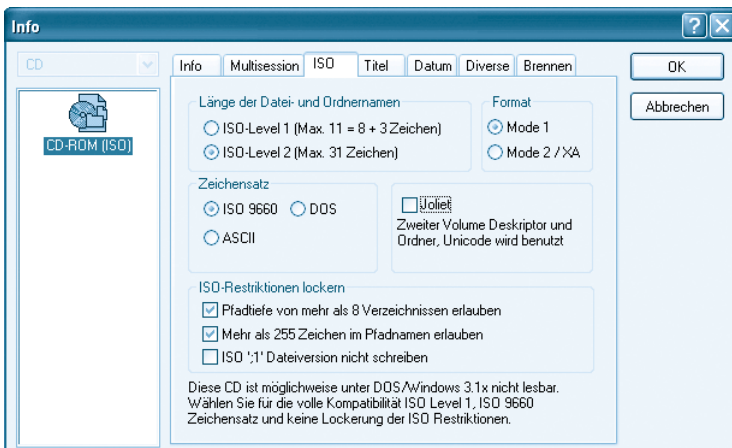 Info
CD
Info Multisession ISO Titel Datum Diverse Brennen
OK
Abbrechen
CD-ROM (ISO)
Länge der Datei- und Ordnernamen
ISO-Level 1 (Max. 11 = 8 + 3 Zeichen)
ISO-Level 2 (Max. 31 Zeichen)
Format
Mode 1
Mode 2 / XA
Zeichensatz
ISO 9660 DOS
ASCII
Joliet
Zweiter Volume Deskriptor und
Ordner, Unicode wird benutzt
ISO-Restriktionen lockern
Pfadtiefe von mehr als 8 Verzeichnissen erlauben
Mehr als 255 Zeichen im Pfadnamen erlauben
ISO ';1' Dateiversion nicht schreiben
Diese CD ist möglichweise unter DOS/Windows 3.1x nicht lesbar.
Wählen Sie für die volle Kompatibilität ISO Level 1, ISO 9660
Zeichensatz und keine Lockerung der ISO Restriktionen.